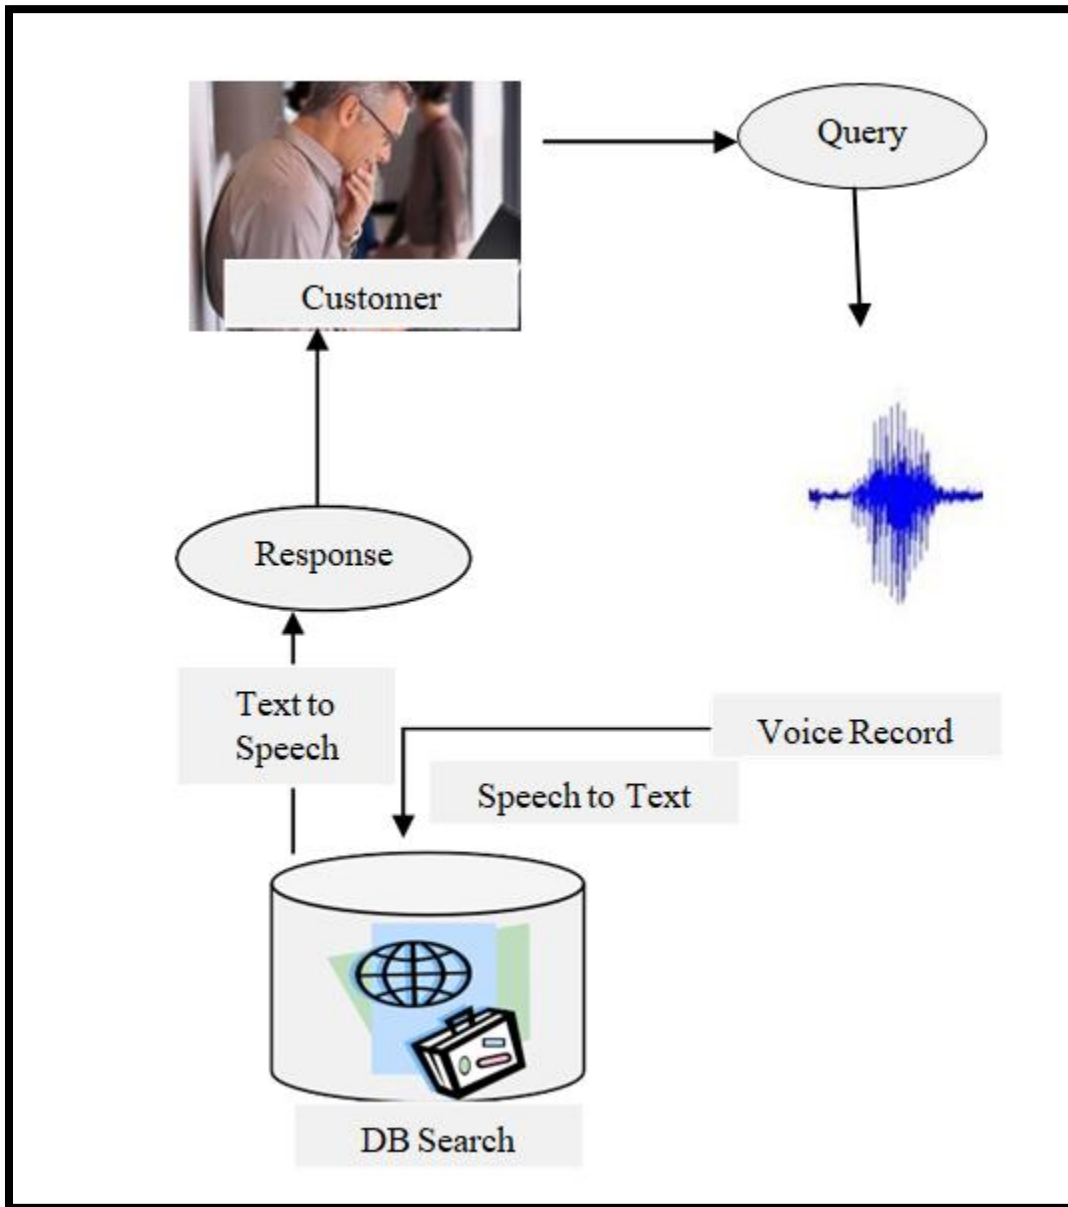 Query
Customer
Response
Text to
Speech
Voice Record
Speech to Text
DB Search